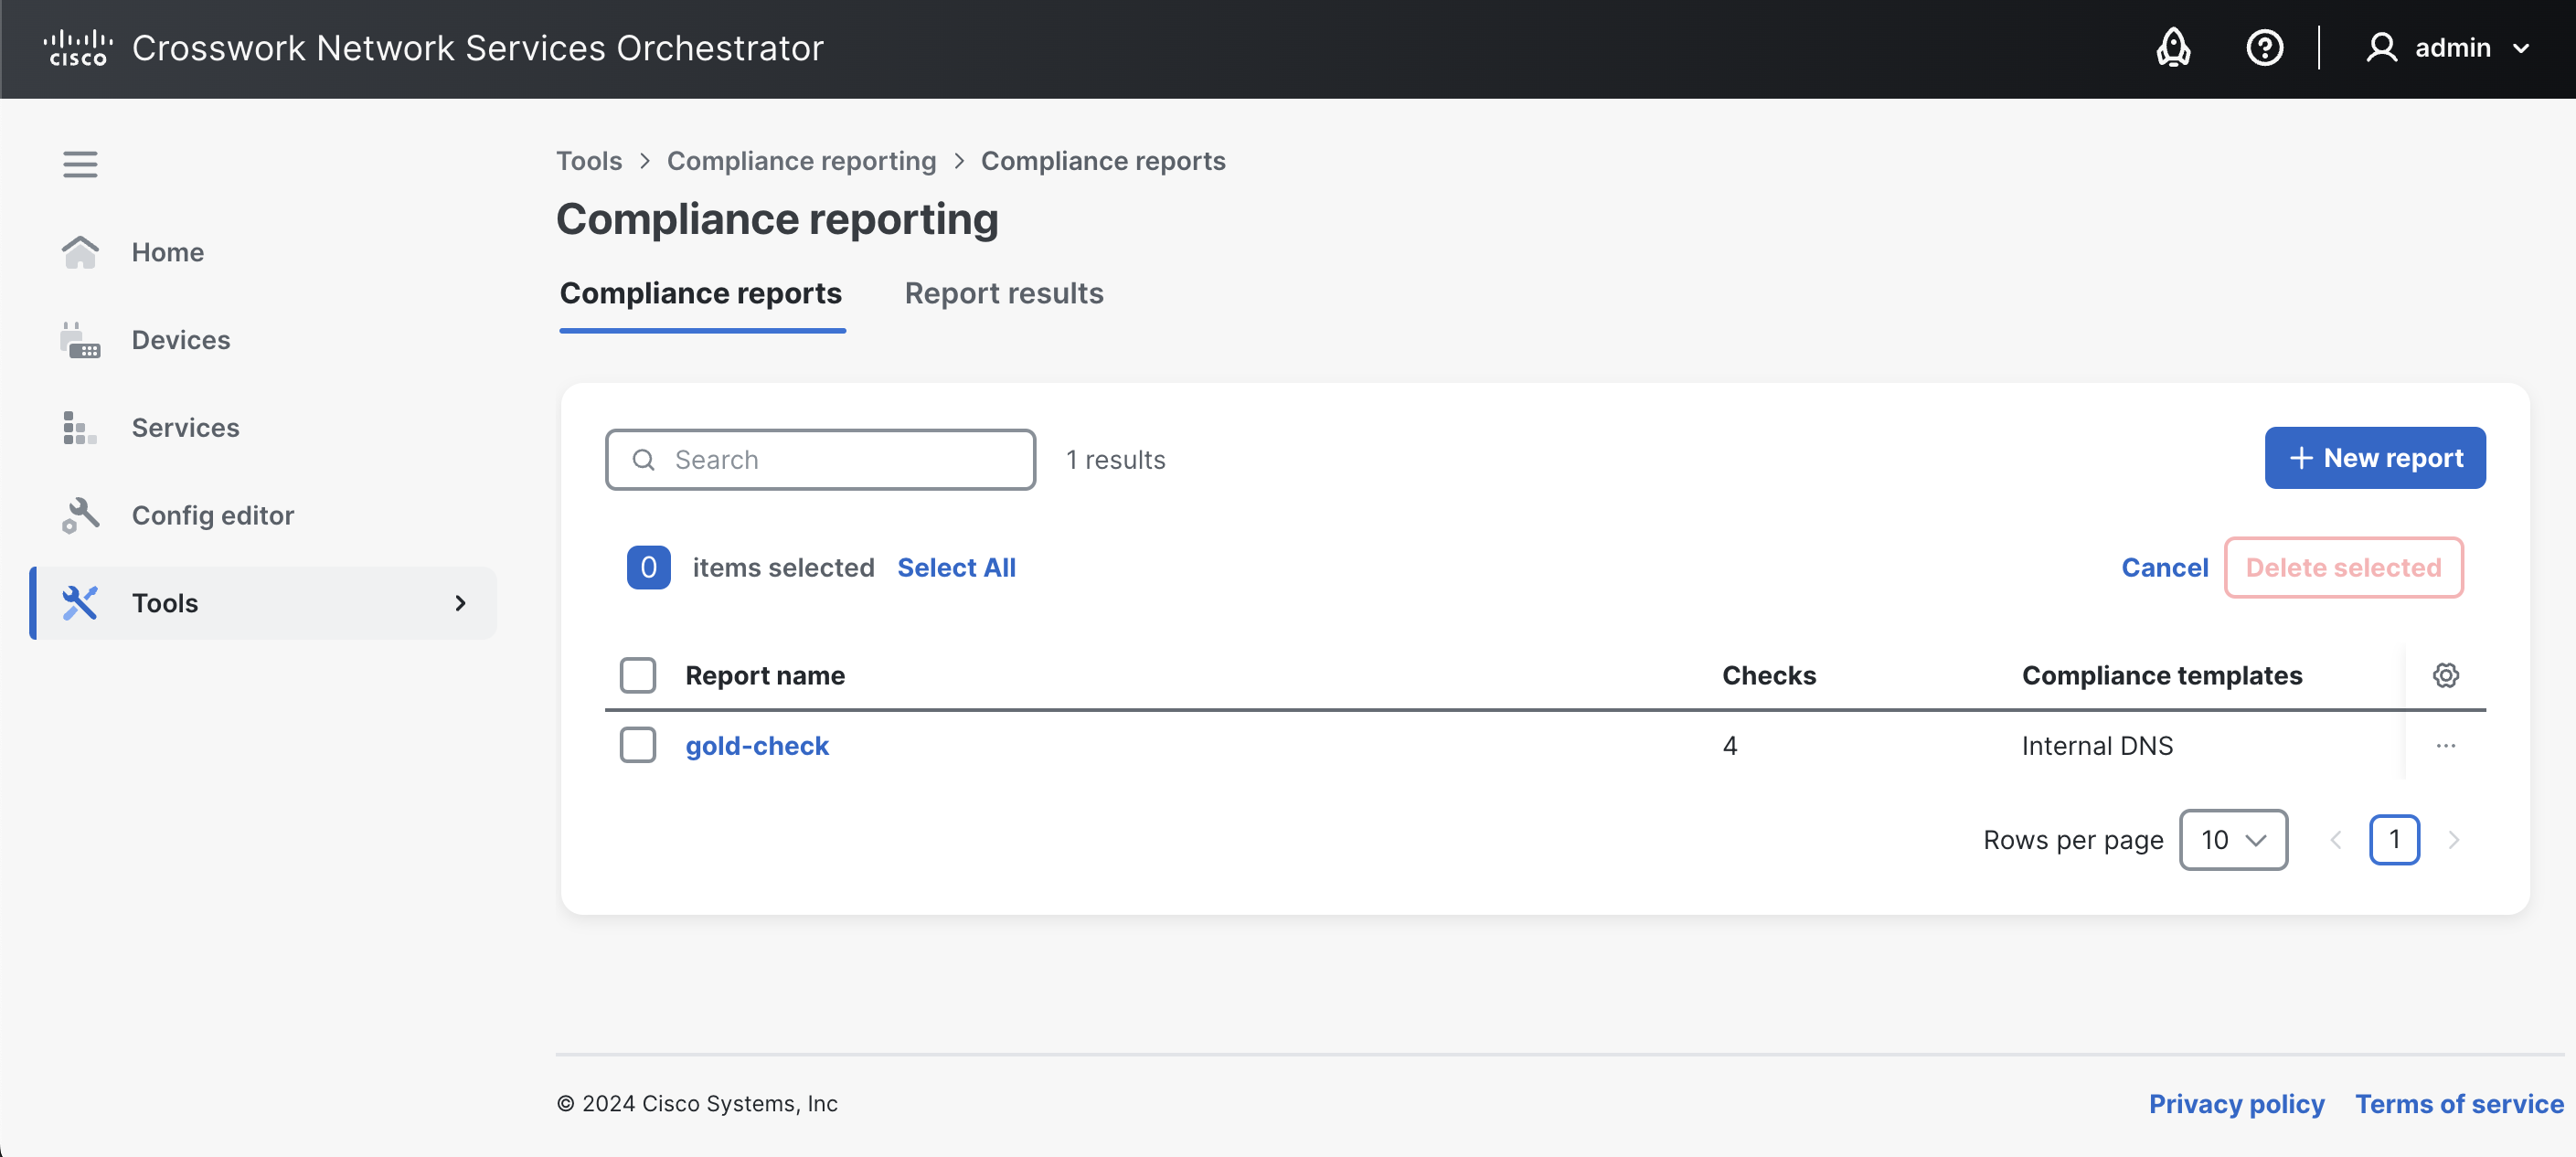 cisco Crosswork Network Services Orchestrator admin
Tools > Compliance reporting > Compliance reports
Compliance reporting
Home
Compliance reports Report results
Devices
Services
Search 1 results + New report
Config editor
0 items selected Select All Cancel Delete selected
Tools
Report name Checks Compliance templates
gold-check 4 Internal DNS ...
Rows per page 10 1
© 2024 Cisco Systems, Inc Privacy policy Terms of service